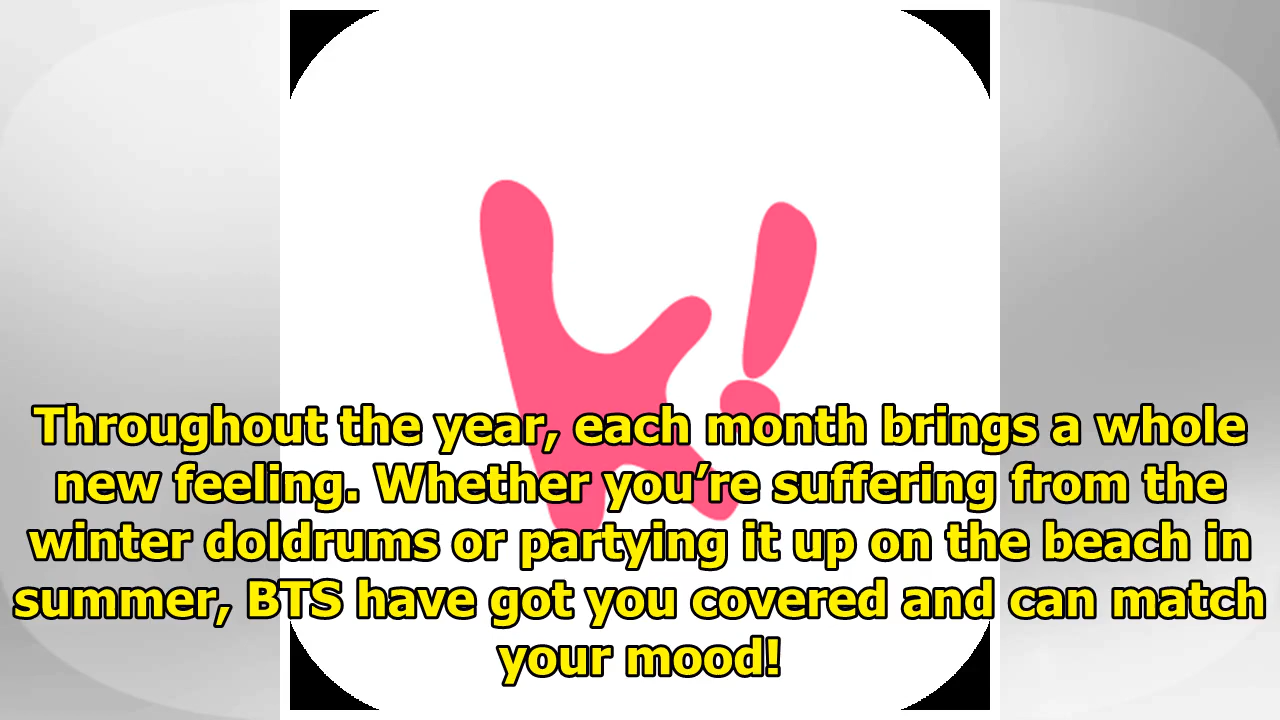 k!
Throughout the year, each month brings a whole
new feeling. Whether you’re suffering from the
winter doldrums or partying it up on the beach in
summer, BTS have got you covered and can match
your mood!